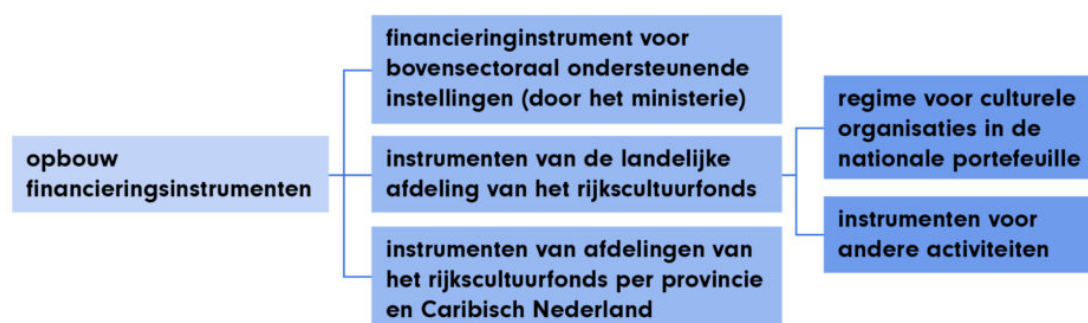 opbouw
financieringsinstrumenten
financieringinstrument voor
bovensectoraal ondersteunende
instellingen (door het ministerie)
instrumenten van de landelijke
afdeling van het rijkscultuurfonds
instrumenten van afdelingen van
het rijkscultuurfonds per provincie
en Caribisch Nederland
regime voor culturele
organisaties in de
nationale portefeuille
instrumenten voor
andere activiteiten